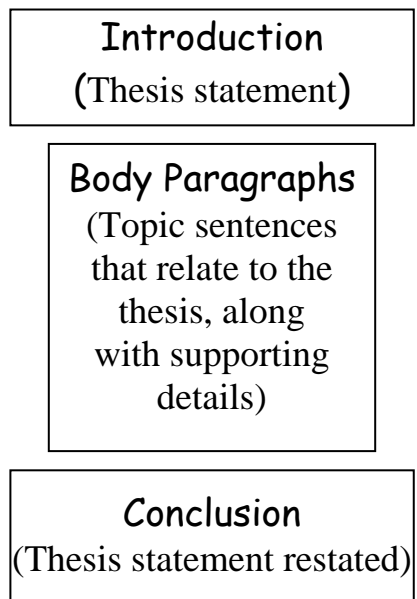 Introduction
(Thesis statement)
Body Paragraphs
(Topic sentences
that relate to the
thesis, along
with supporting
details)
Conclusion
(Thesis statement restated)